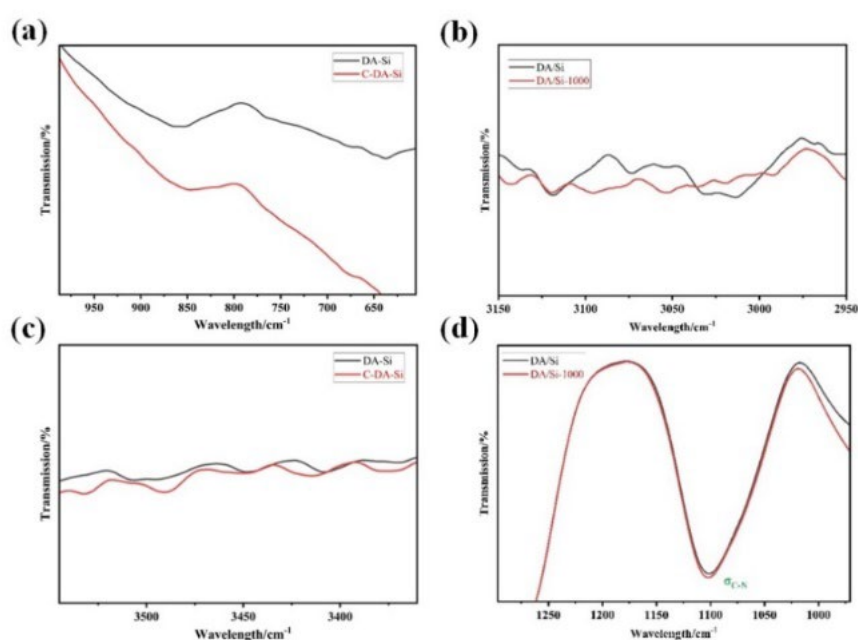 (a)
DA-Si
C-DA-Si
Transmission/%
950 900 850 800 750 700 650
Wavelength/cm-1
(b)
DA/Si
DA/Si-1000
Transmission/%
3150 3100 3050 3000 2950
Wavelength/cm-1
(c)
DA-Si
C-DA-Si
Transmission/%
3500 3450 3400
Wavelength/cm-1
(d)
DA/Si
DA/Si-1000
Transmission/%
σC-N
1250 1200 1150 1100 1050 1000
Wavelength/cm-1